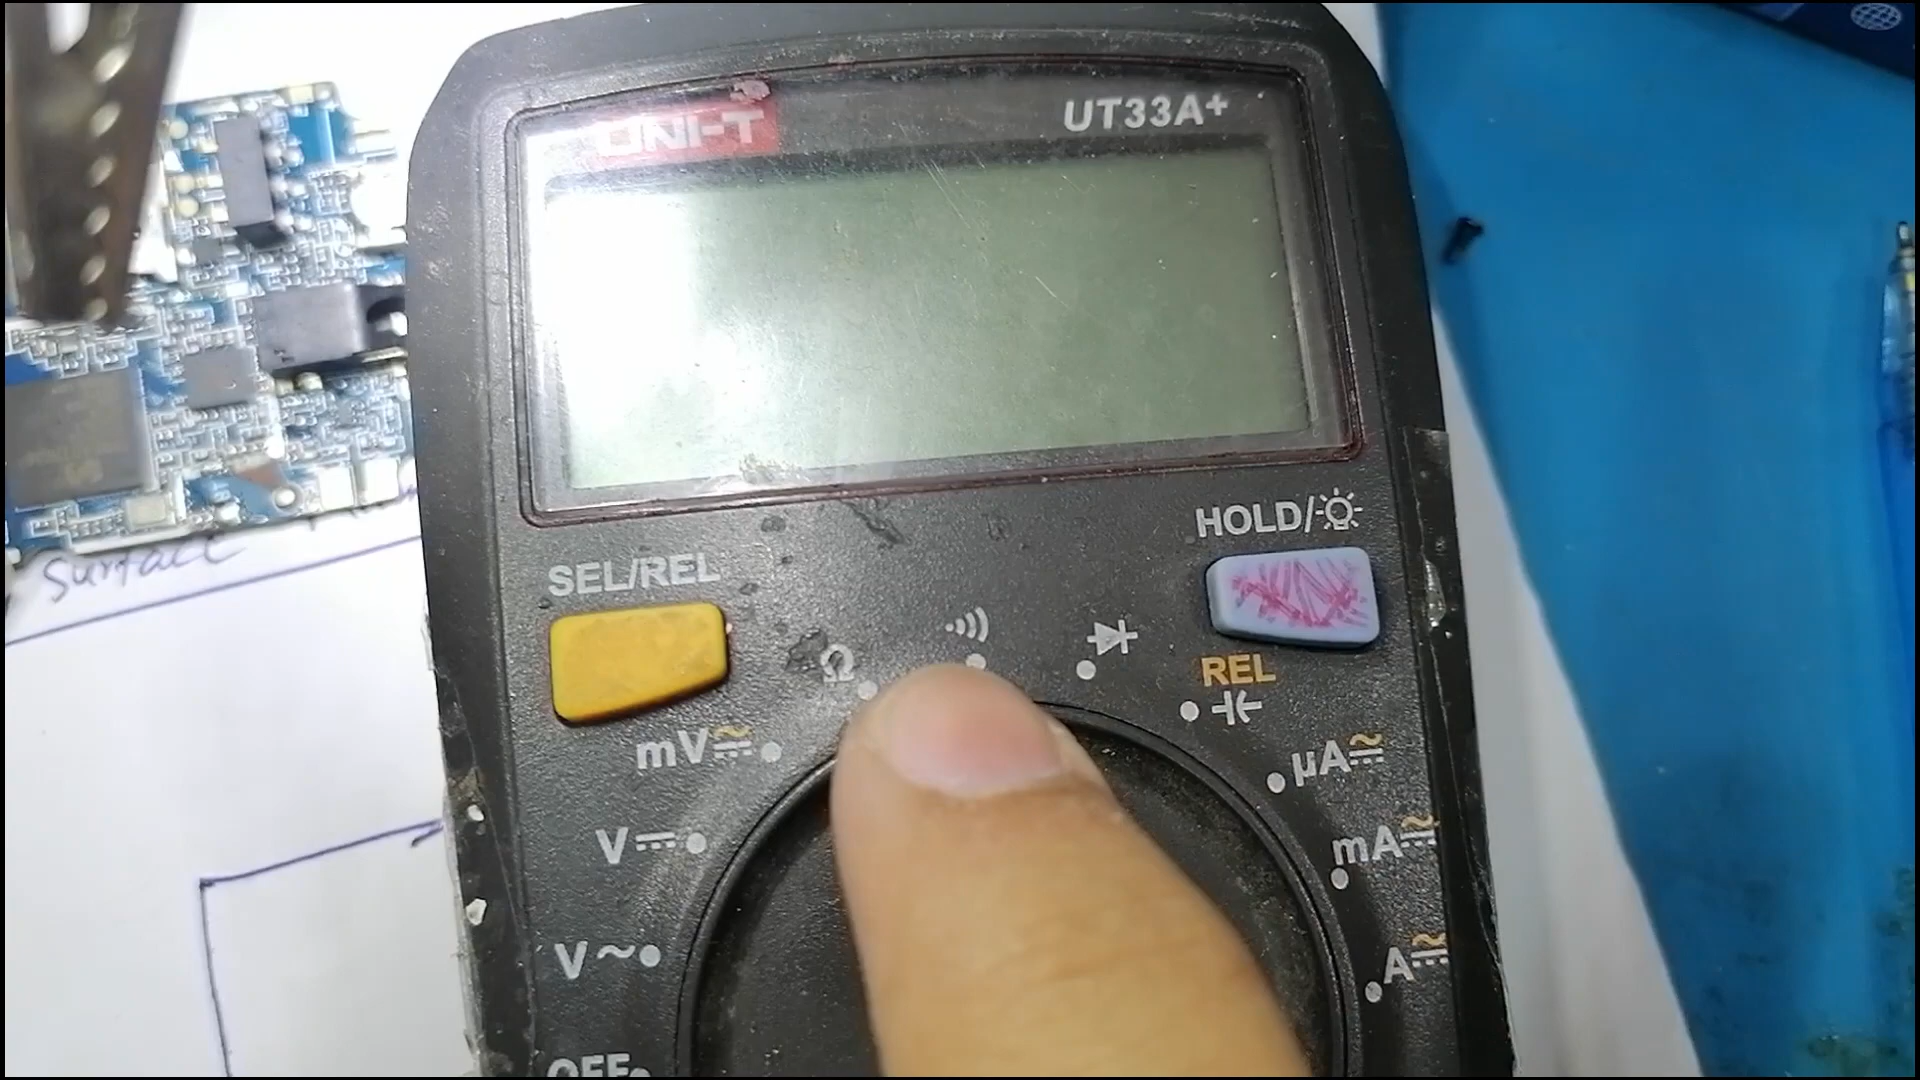 UNI-T
UT33A+
HOLD/
SEL/REL
Ω
REL
mV
µA
V
mA
V~
A
OFF
Surface